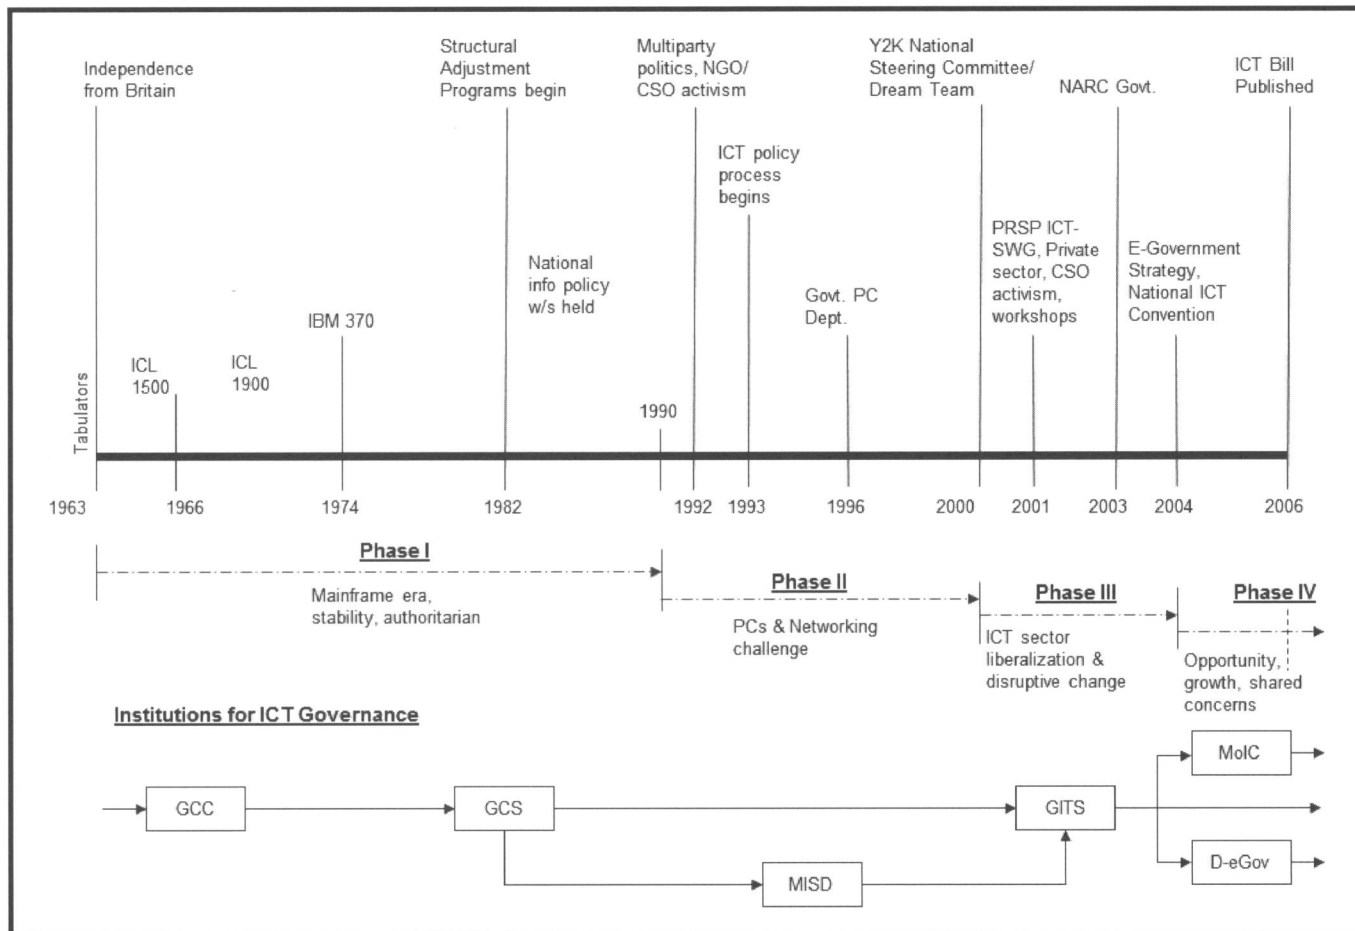 Independence
from Britain
Structural
Adjustment
Programs begin
Multiparty
politics, NGO/
CSO activism
Y2K National
Steering Committee/
Dream Team
NARC Govt.
ICT Bill
Published
ICT policy
process
begins
PRSP ICT-
SWG, Private
sector, CSO
activism,
workshops
E-Government
Strategy,
National ICT
Convention
National
info policy
w/s held
Govt. PC
Dept.
IBM 370
ICL
1500
ICL
1900
Tabulators
1990
1963
1966
1974
1982
1992
1993
1996
2000
2001
2003
2004
2006
Phase I
Mainframe era,
stability, authoritarian
Phase II
PCs & Networking
challenge
Phase III
ICT sector
liberalization &
disruptive change
Phase IV
Opportunity,
growth, shared
concerns
Institutions for ICT Governance
GCC
GCS
MISD
GITS
MoIC
D-eGov